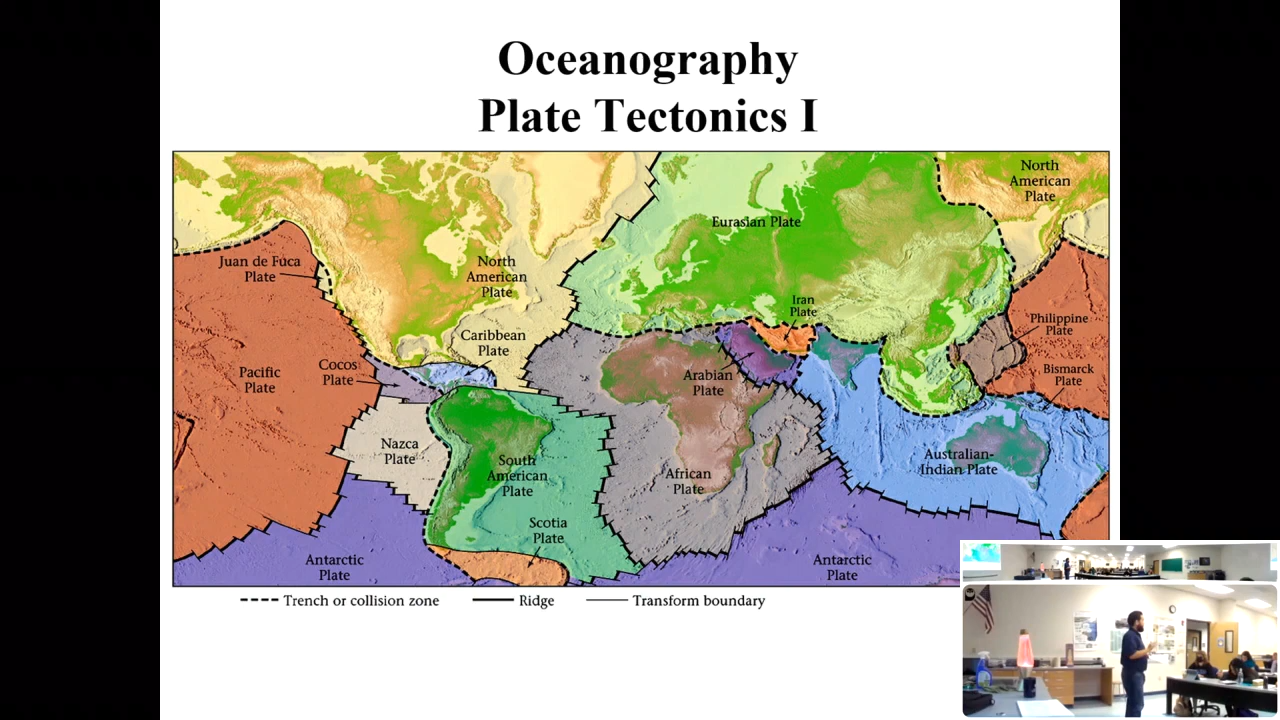 Oceanography
Plate Tectonics I
North
American
Plate
Eurasian Plate
Juan de Fuca
Plate
North
American
Plate
Iran
Plate
Philippine
Plate
Caribbean
Plate
Cocos
Plate
Pacific
Plate
Arabian
Plate
Bismarck
Plate
Nazca
Plate
South
American
Plate
African
Plate
Australian-
Indian Plate
Scotia
Plate
Antarctic
Plate
Antarctic
Plate
Trench or collision zone
Ridge
Transform boundary